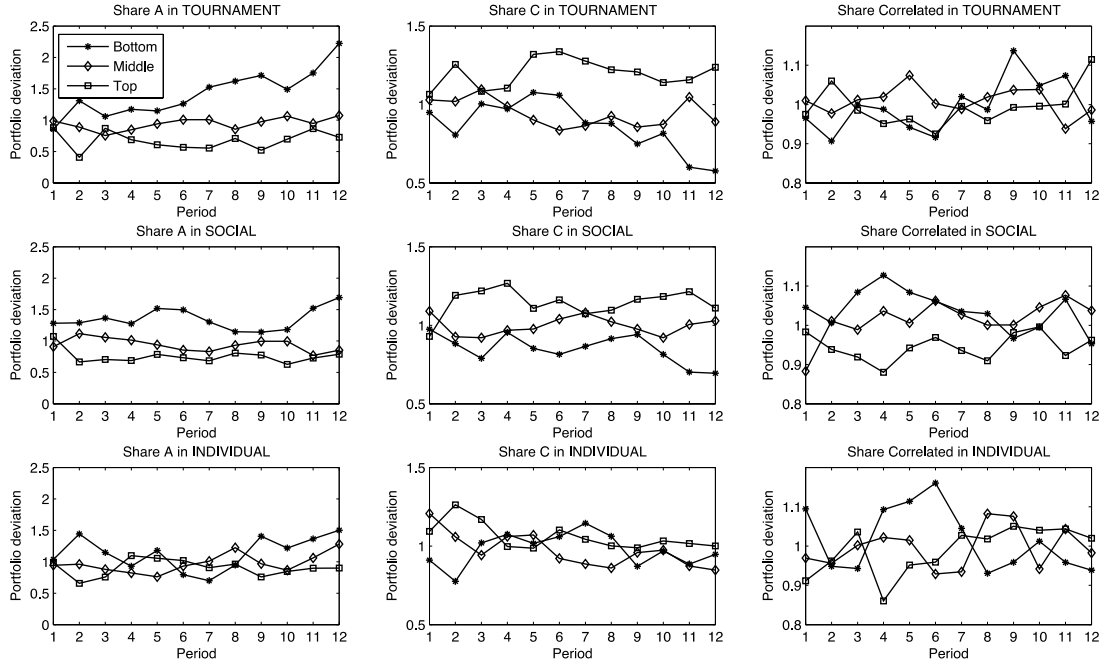 Share A in TOURNAMENT
Share C in TOURNAMENT
Share Correlated in TOURNAMENT
Portfolio deviation
2.5
2
1.5
1
0.5
0
Bottom
Middle
Top
1 2 3 4 5 6 7 8 9 10 11 12
Period
Portfolio deviation
1.5
1
0.5
1 2 3 4 5 6 7 8 9 10 11 12
Period
Portfolio deviation
1.1
1
0.9
0.8
1 2 3 4 5 6 7 8 9 10 11 12
Period
Share A in SOCIAL
Share C in SOCIAL
Share Correlated in SOCIAL
Portfolio deviation
2.5
2
1.5
1
0.5
0
1 2 3 4 5 6 7 8 9 10 11 12
Period
Portfolio deviation
1.5
1
0.5
1 2 3 4 5 6 7 8 9 10 11 12
Period
Portfolio deviation
1.1
1
0.9
0.8
1 2 3 4 5 6 7 8 9 10 11 12
Period
Share A in INDIVIDUAL
Share C in INDIVIDUAL
Share Correlated in INDIVIDUAL
Portfolio deviation
2.5
2
1.5
1
0.5
0
1 2 3 4 5 6 7 8 9 10 11 12
Period
Portfolio deviation
1.5
1
0.5
1 2 3 4 5 6 7 8 9 10 11 12
Period
Portfolio deviation
1.1
1
0.9
0.8
1 2 3 4 5 6 7 8 9 10 11 12
Period